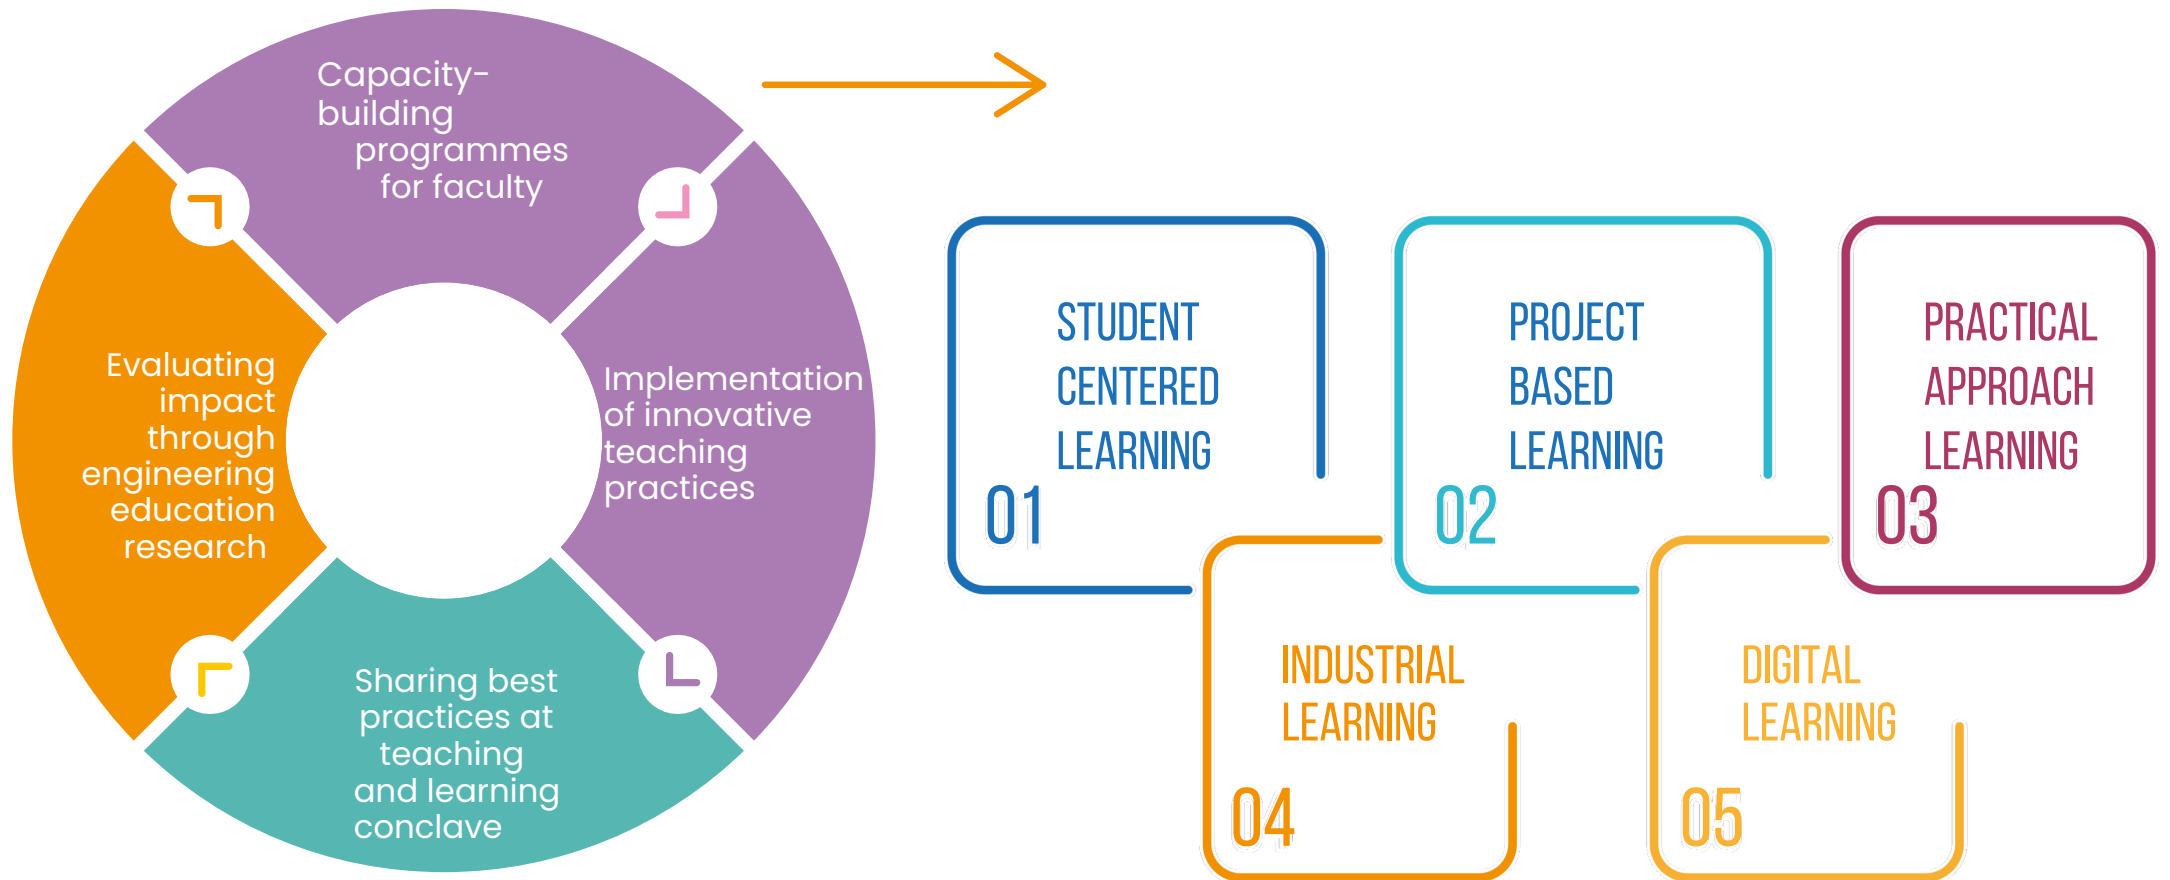 Capacity-
building
programmes
for faculty
Implementation
of innovative
teaching
practices
Sharing best
practices at
teaching
and learning
conclave
Evaluating
impact
through
engineering
education
research
STUDENT
CENTERED
LEARNING
01
PROJECT
BASED
LEARNING
02
PRACTICAL
APPROACH
LEARNING
03
INDUSTRIAL
LEARNING
04
DIGITAL
LEARNING
05